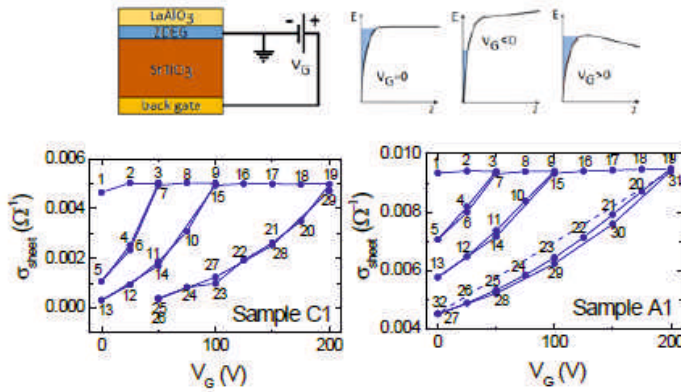 LaAlO3
2DEG
SrTiO3
back gate
- +
VG
E
VG=0
z
E
VG<0
z
E
VG>0
z
0.006
0.004
0.002
0.000
σsheet (Ω-1)
1 2 3 8 9 16 17 18 19
7 15 29
4 6 10 20
5 11 14 21 28
13 12 27 22
25 26 24 23
Sample C1
0 100 200
VG (V)
0.010
0.008
0.006
0.004
σsheet (Ω-1)
1 2 3 8 9 16 17 18 19
7 15 31
4 6 10 20
5 11 14 21 30
13 12 23 22
25 24 29
32 26 28
27
Sample A1
0 100 200
VG (V)